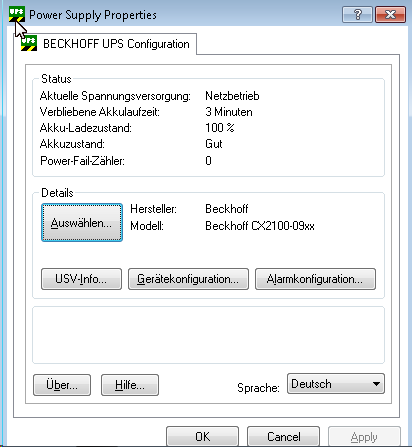 UPS Power Supply Properties
UPS BECKHOFF UPS Configuration
Status
Aktuelle Spannungsversorgung: Netzbetrieb
Verbliebene Akkulaufzeit: 3 Minuten
Akku-Ladezustand: 100 %
Akkuzustand: Gut
Power-Fail-Zähler: 0
Details
Auswählen...
Hersteller: Beckhoff
Modell: Beckhoff CX2100-09xx
USV-Info... Gerätekonfiguration... Alarmkonfiguration...
Über... Hilfe... Sprache: Deutsch
OK Cancel Apply